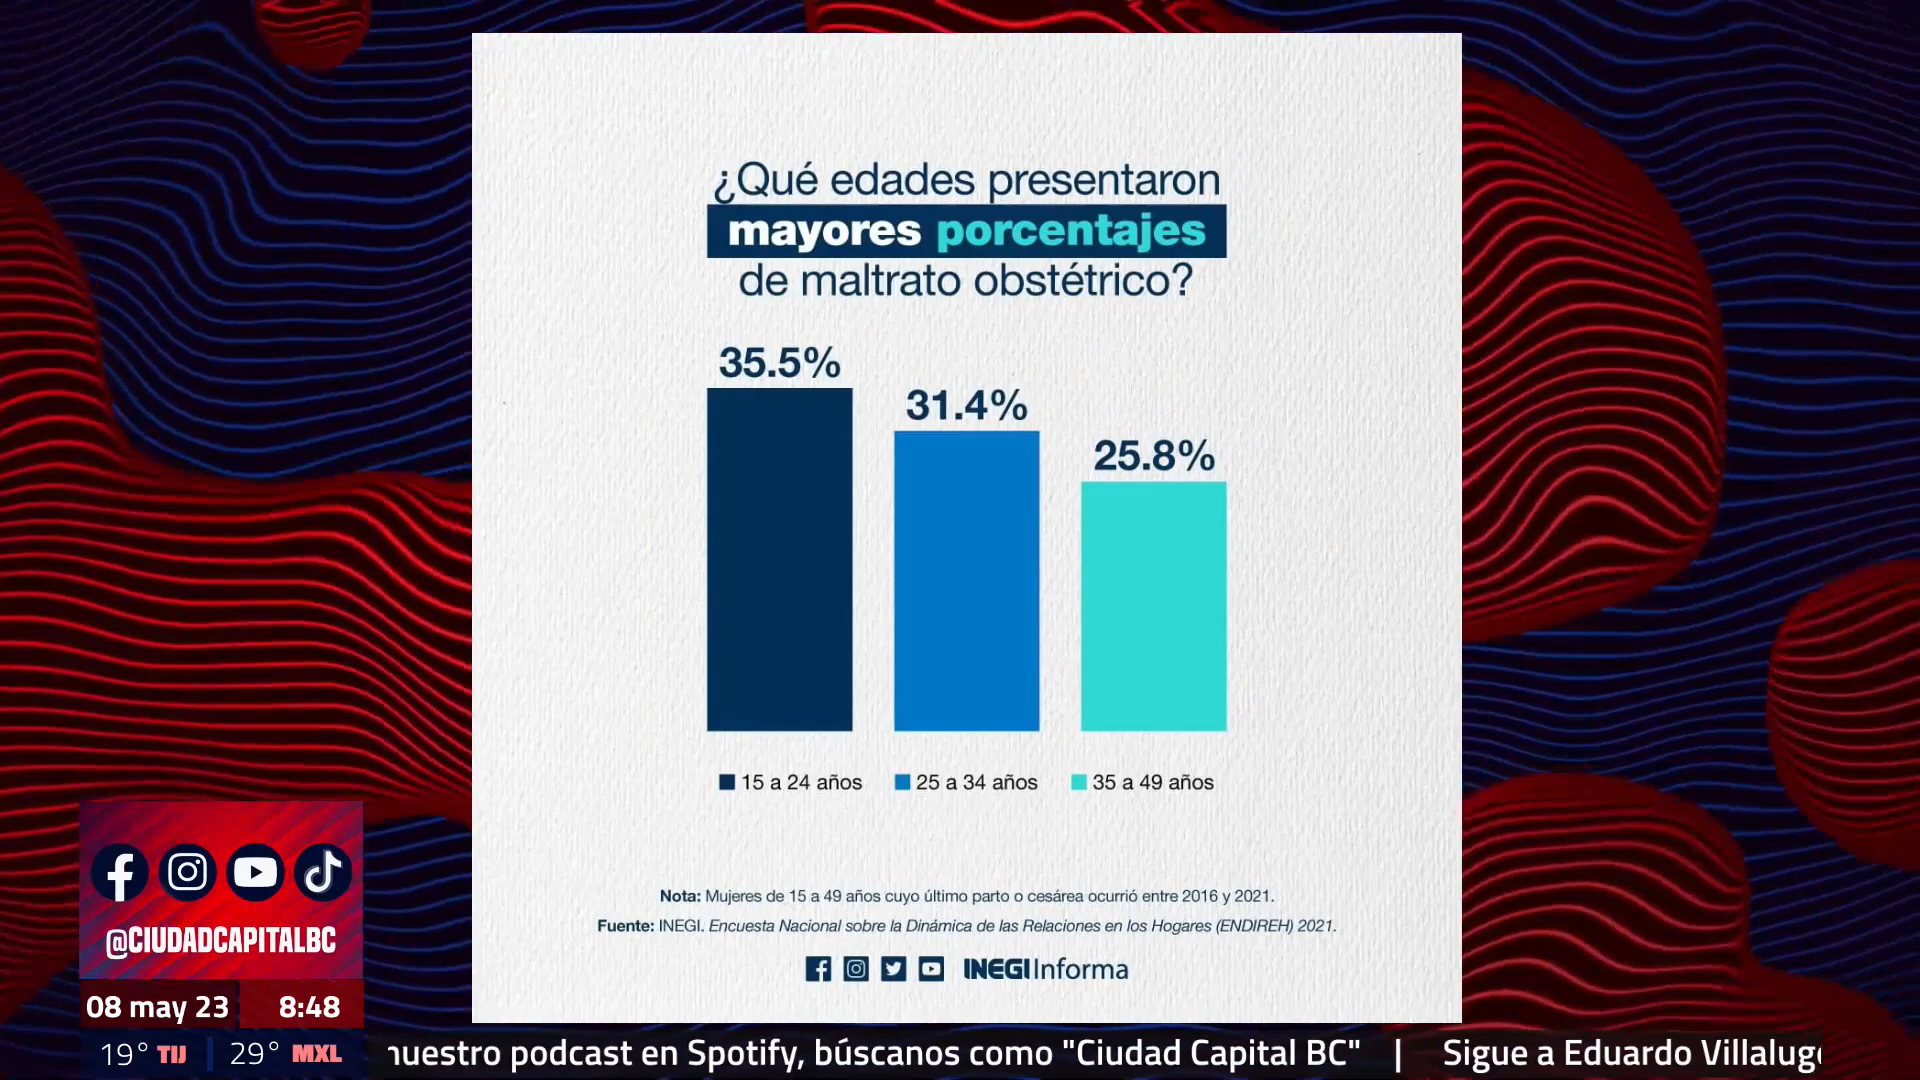 ¿Qué edades presentaron
mayores porcentajes
de maltrato obstétrico?
35.5%
31.4%
25.8%
15 a 24 años
25 a 34 años
35 a 49 años
Nota: Mujeres de 15 a 49 años cuyo último parto o cesárea ocurrió entre 2016 y 2021.
Fuente: INEGI. Encuesta Nacional sobre la Dinámica de las Relaciones en los Hogares (ENDIREH) 2021.
INEGI Informa
@CIUDADCAPITALBC
08 may 23 8:48
19° TIJ | 29° MXL
nuestro podcast en Spotify, búscanos como "Ciudad Capital BC" | Sigue a Eduardo